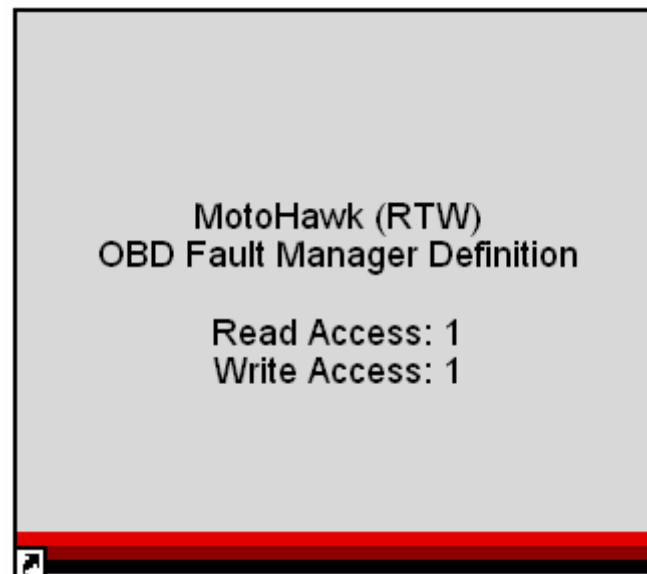 MotoHawk (RTW)
OBD Fault Manager Definition
Read Access: 1
Write Access: 1